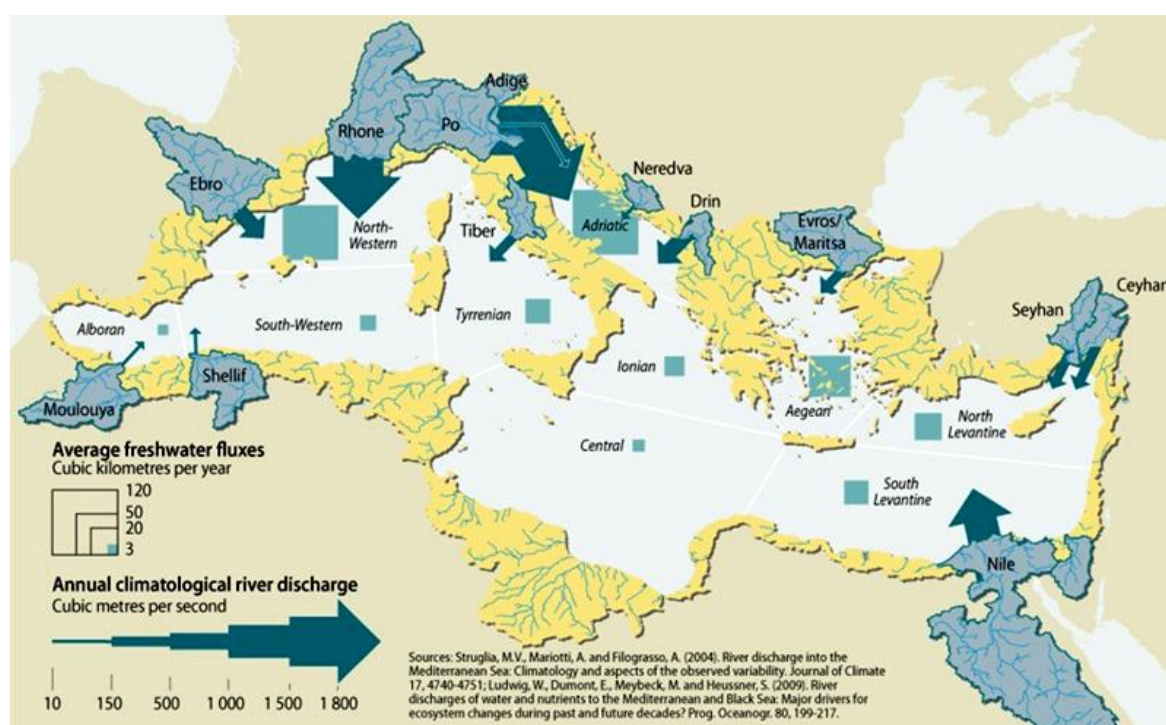 Adige
Rhone
Po
Ebro
Neredva
Drin
North-
Western
Tiber
Adriatic
Evros/
Maritsa
Ceyhan
Seyhan
Alboran
South-Western
Tyrrenian
Ionian
Shellif
Moulouya
Aegean
North
Levantine
Central
South
Levantine
Nile
Average freshwater fluxes
Cubic kilometres per year
120
50
20
3
Annual climatological river discharge
Cubic metres per second
10 150 500 1 000 1 500 1 800
Sources: Struglia, M.V., Mariotti, A. and Filograsso, A. (2004). River discharge into the
Mediterranean Sea: Climatology and aspects of the observed variability. Journal of Climate
17, 4740-4751; Ludwig, W., Dumont, E., Meybeck, M. and Heussner, S. (2009). River
discharges of water and nutrients to the Mediterranean and Black Sea: Major drivers for
ecosystem changes during past and future decades? Prog. Oceanogr. 80, 199-217.